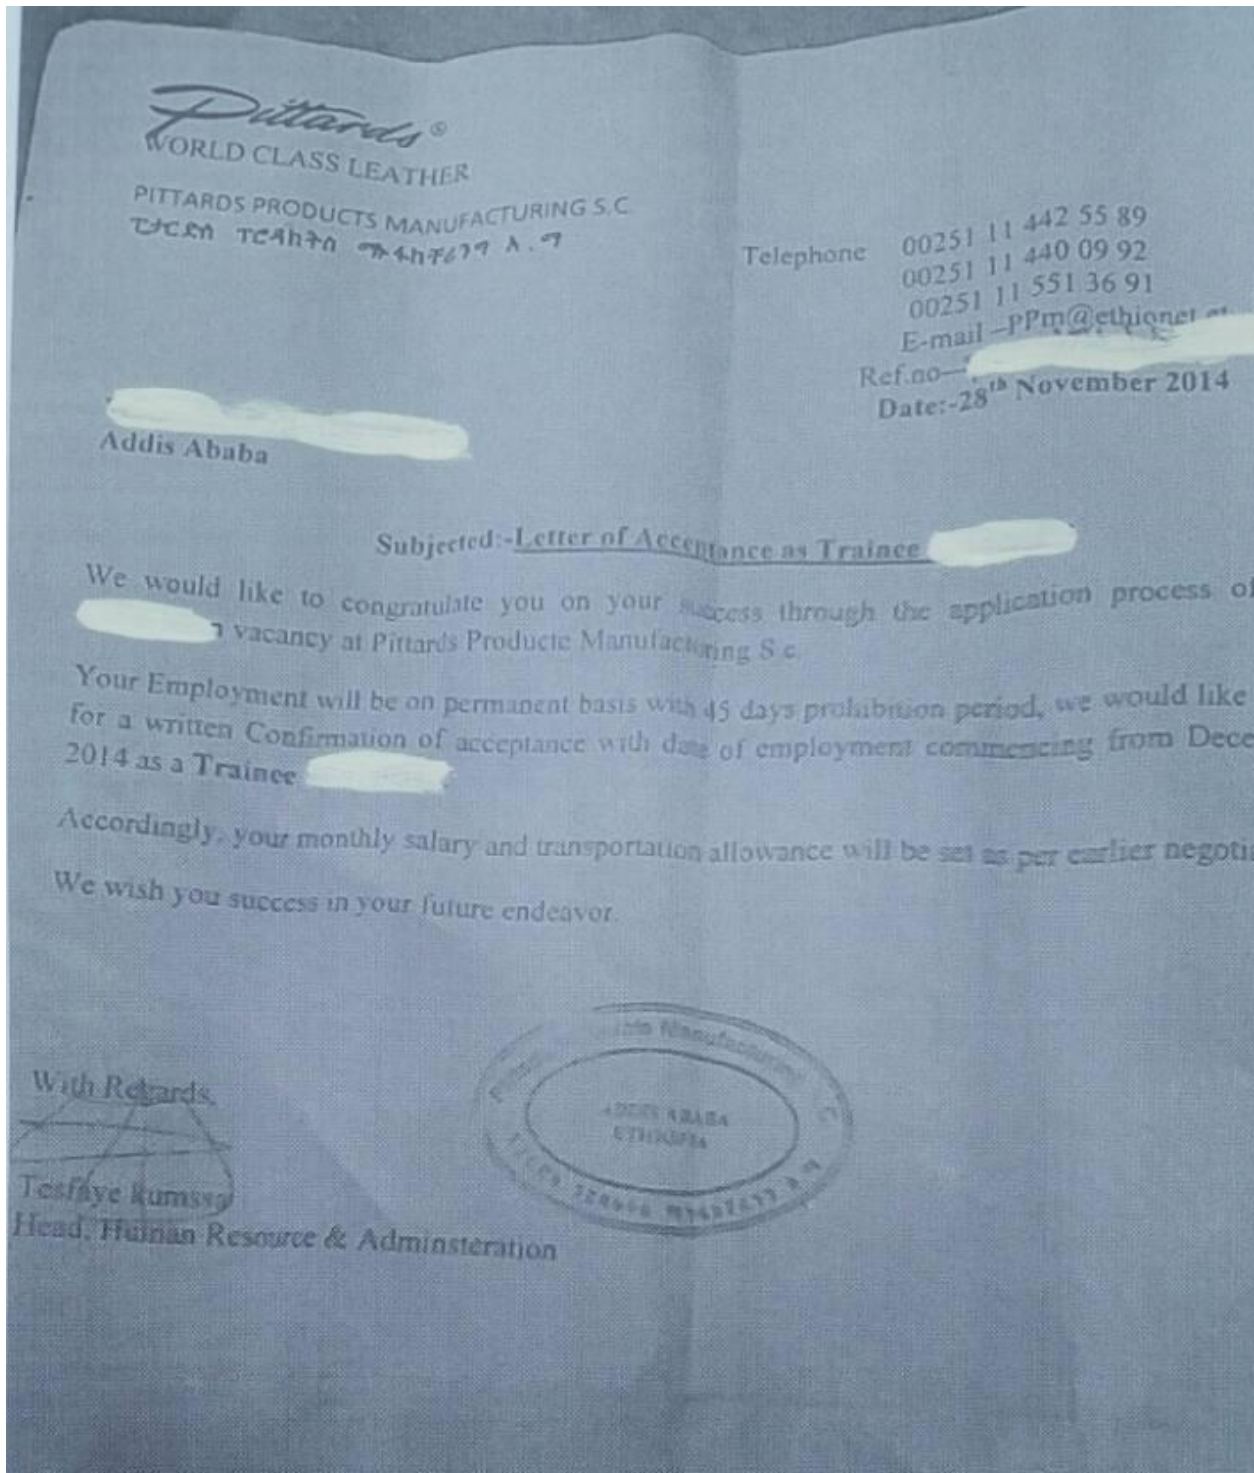 Pittards®
WORLD CLASS LEATHER
PITTARDS PRODUCTS MANUFACTURING S.C
Telephone 00251 11 442 55 89
00251 11 440 09 92
00251 11 551 36 91
E-mail –PPm@ethionet
Ref.no—
Date:-28th November 2014
Addis Ababa
Subjected:-Letter of Acceptance as Trainee
We would like to congratulate you on your success through the application process of
vacancy at Pittards Producte Manufacturing S c.
Your Employment will be on permanent basis with 45 days prohibition period, we would like
for a written Confirmation of acceptance with date of employment commencing from Dece
2014 as a Trainee
Accordingly, your monthly salary and transportation allowance will be set as per earlier negotia
We wish you success in your future endeavor.
With Regards,
Tesfaye Kumssa
Head, Human Resource & Adminsteration
Manufacturing
ADDIS ABABA
ETHIOPIA